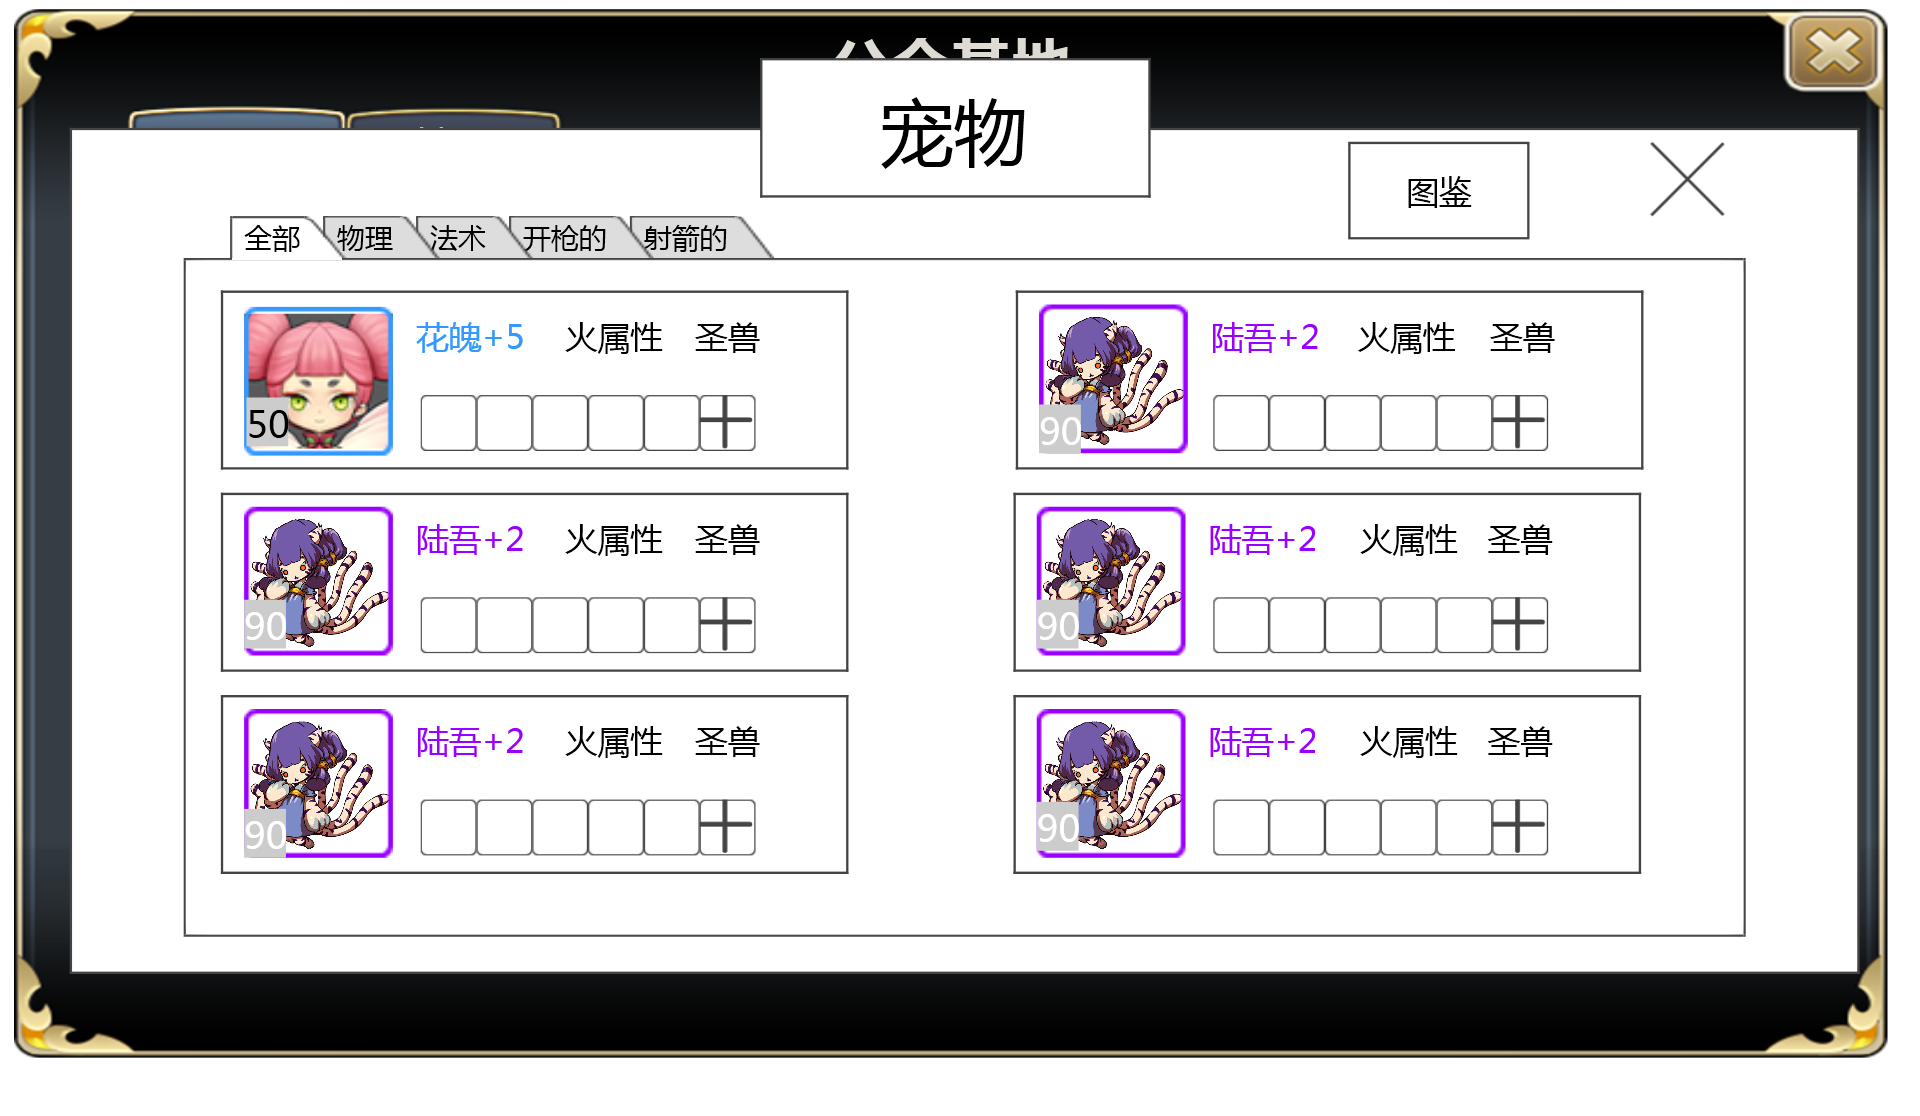 宠物
图鉴
全部 物理 法术 开枪的 射箭的
花魄+5 火属性 圣兽
50
陆吾+2 火属性 圣兽
90
陆吾+2 火属性 圣兽
90
陆吾+2 火属性 圣兽
90
陆吾+2 火属性 圣兽
90
陆吾+2 火属性 圣兽
90